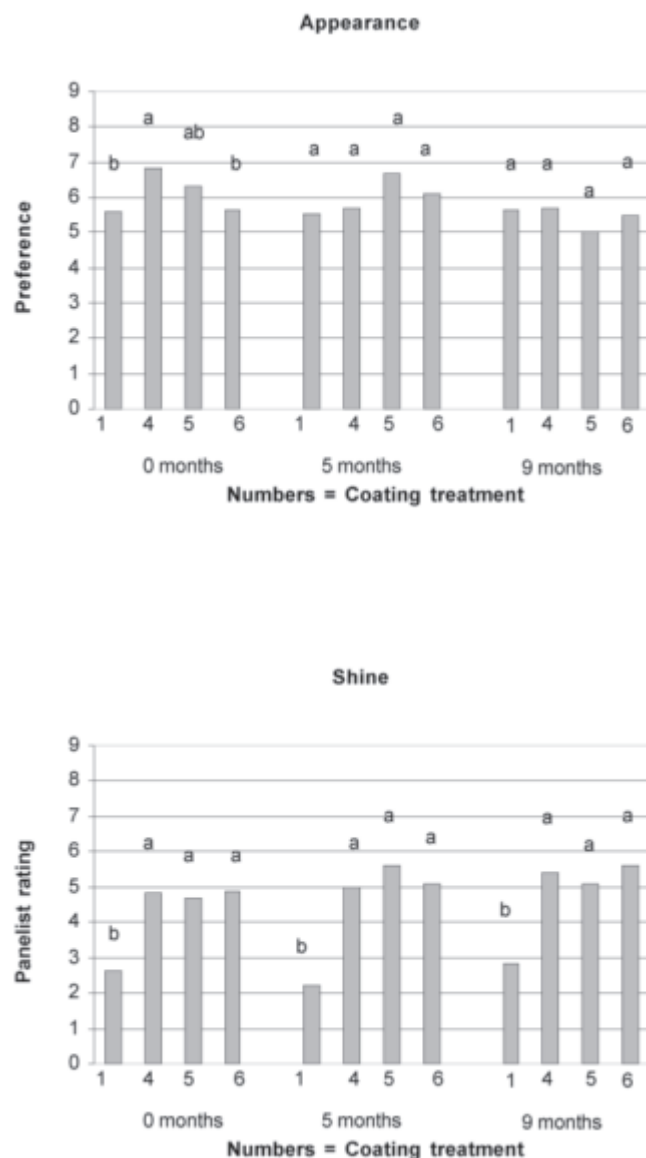 Appearance
9
8
7
6
5
4
3
2
1
0
Preference
b a ab b a a a a a a a a
1 4 5 6 1 4 5 6 1 4 5 6
0 months 5 months 9 months
Numbers = Coating treatment
Shine
9
8
7
6
5
4
3
2
1
0
Panelist rating
b a a a b a a a b a a a
1 4 5 6 1 4 5 6 1 4 5 6
0 months 5 months 9 months
Numbers = Coating treatment